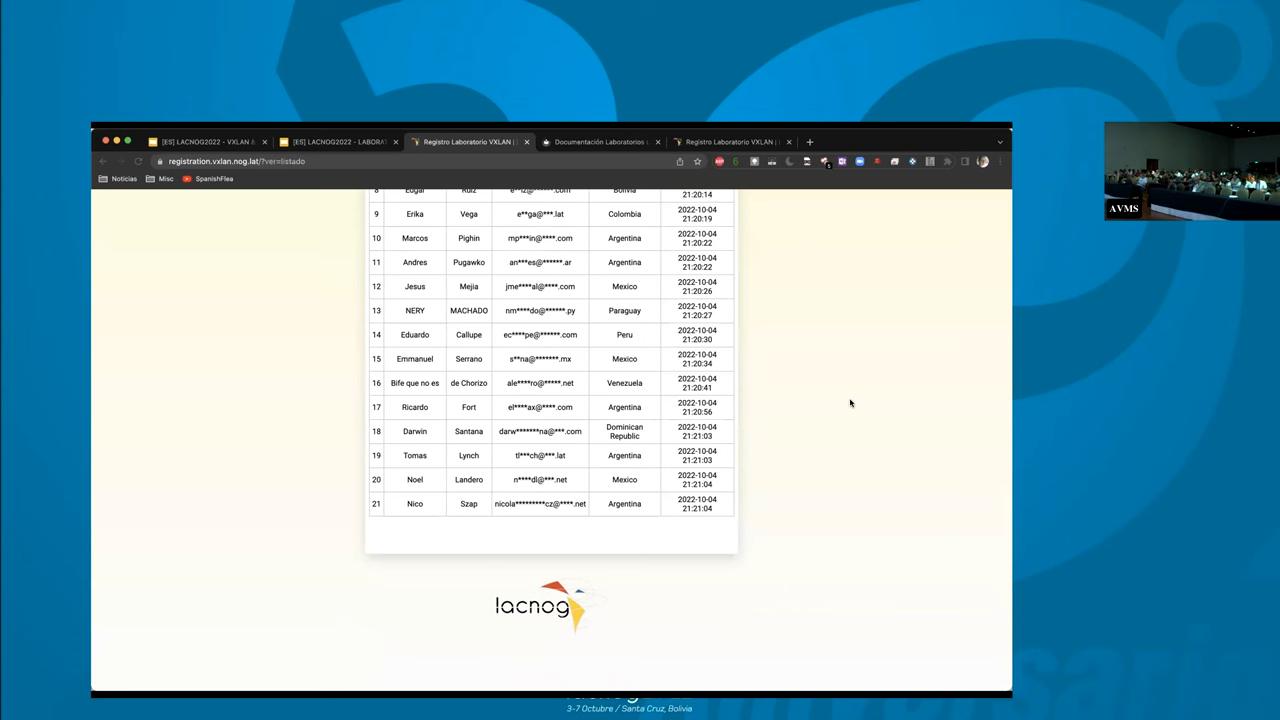 [ES] LACNOG2022 - VXLAN &
[ES] LACNOG2022 - LABORAT
Registro Laboratorio VXLAN |
Documentación Laboratorios
Registro Laboratorio VXLAN |
registration.vxlan.nog.lat/?ver=listado
Noticias Misc SpanishFlea
8 Edgar Ruiz Bolivia 21:20:14
9 Erika Vega e**ga@***.lat Colombia 2022-10-04 21:20:19
10 Marcos Pighin mp***in@****.com Argentina 2022-10-04 21:20:22
11 Andres Pugawko an***es@******.ar Argentina 2022-10-04 21:20:22
12 Jesus Mejia jme****al@****.com Mexico 2022-10-04 21:20:26
13 NERY MACHADO nm****do@******.py Paraguay 2022-10-04 21:20:27
14 Eduardo Callupe ec****pe@******.com Peru 2022-10-04 21:20:30
15 Emmanuel Serrano s**na@*******.mx Mexico 2022-10-04 21:20:34
16 Bife que no es de Chorizo ale****ro@*****.net Venezuela 2022-10-04 21:20:41
17 Ricardo Fort el****ax@****.com Argentina 2022-10-04 21:20:56
18 Darwin Santana darw*******na@***.com Dominican Republic 2022-10-04 21:21:03
19 Tomas Lynch tl***ch@***.lat Argentina 2022-10-04 21:21:03
20 Noel Landero n****dl@***.net Mexico 2022-10-04 21:21:04
21 Nico Szap nicola*********cz@****.net Argentina 2022-10-04 21:21:04
lacnog
AVMS
3-7 Octubre / Santa Cruz, Bolivia